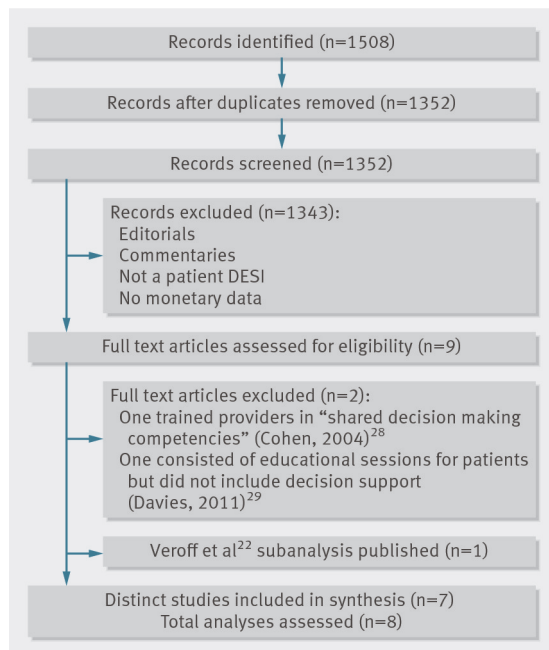 Records identified (n=1508)
Records after duplicates removed (n=1352)
Records screened (n=1352)
Records excluded (n=1343):
Editorials
Commentaries
Not a patient DESI
No monetary data
Full text articles assessed for eligibility (n=9)
Full text articles excluded (n=2):
One trained providers in “shared decision making
competencies” (Cohen, 2004)28
One consisted of educational sessions for patients
but did not include decision support
(Davies, 2011)29
Veroff et al22 subanalysis published (n=1)
Distinct studies included in synthesis (n=7)
Total analyses assessed (n=8)